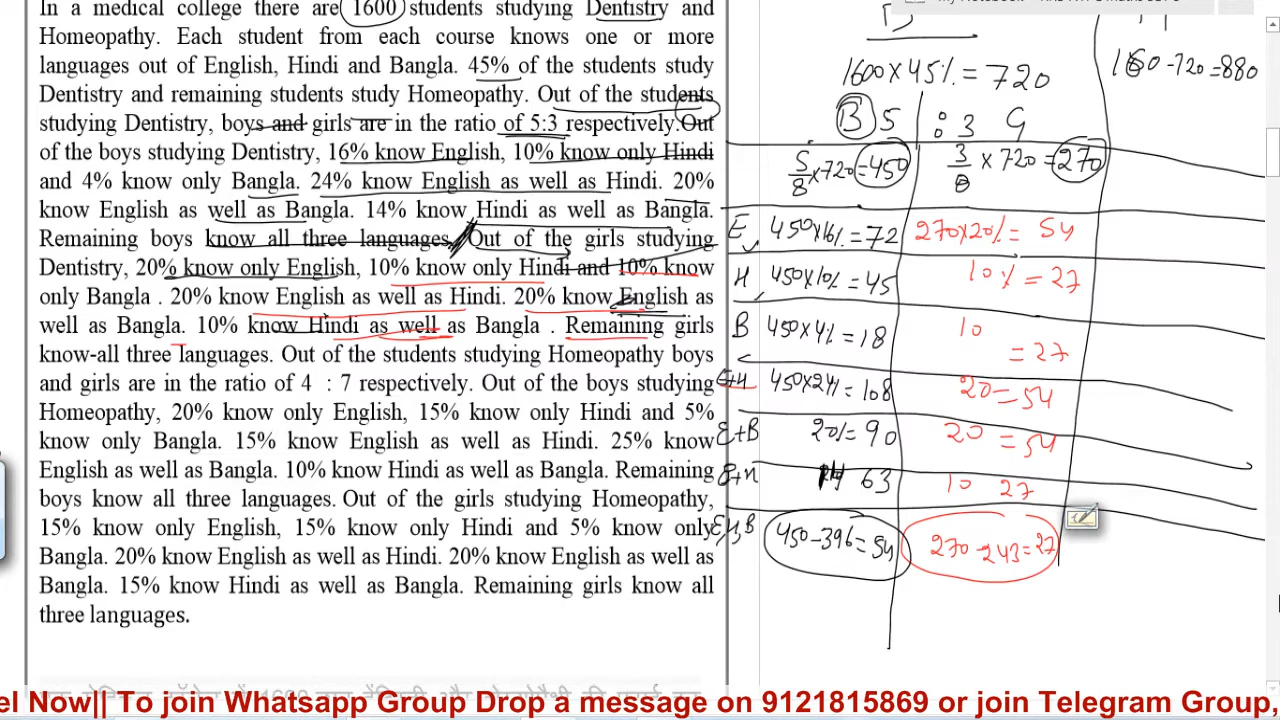 In a medical college there are 1600 students studying Dentistry and
Homeopathy. Each student from each course knows one or more
languages out of English, Hindi and Bangla. 45% of the students study
Dentistry and remaining students study Homeopathy. Out of the students
studying Dentistry, boys and girls are in the ratio of 5:3 respectively. Out
of the boys studying Dentistry, 16% know English, 10% know only Hindi
and 4% know only Bangla. 24% know English as well as Hindi. 20%
know English as well as Bangla. 14% know Hindi as well as Bangla.
Remaining boys know all three languages. Out of the girls studying
Dentistry, 20% know only English, 10% know only Hindi and 10% know
only Bangla . 20% know English as well as Hindi. 20% know English as
well as Bangla. 10% know Hindi as well as Bangla . Remaining girls
know-all three languages. Out of the students studying Homeopathy boys
and girls are in the ratio of 4 : 7 respectively. Out of the boys studying
Homeopathy, 20% know only English, 15% know only Hindi and 5%
know only Bangla. 15% know English as well as Hindi. 25% know
English as well as Bangla. 10% know Hindi as well as Bangla. Remaining
boys know all three languages. Out of the girls studying Homeopathy,
15% know only English, 15% know only Hindi and 5% know only
Bangla. 20% know English as well as Hindi. 20% know English as well as
Bangla. 15% know Hindi as well as Bangla. Remaining girls know all
three languages.
1600 × 45% = 720
1600 - 720 = 880
B 5 : 3 G
5/8 × 720 = 450 3/8 × 720 = 270
E 450 × 16% = 72 270 × 20% = 54
H 450 × 10% = 45 10% = 27
B 450 × 4% = 18 10 = 27
E+H 450 × 24% = 108 20 = 54
E+B 20% = 90 20 = 54
14 63 10 27
E,H,B 450 - 396 = 54 270 - 243 = 27
el Now|| To join Whatsapp Group Drop a message on 9121815869 or join Telegram Group,